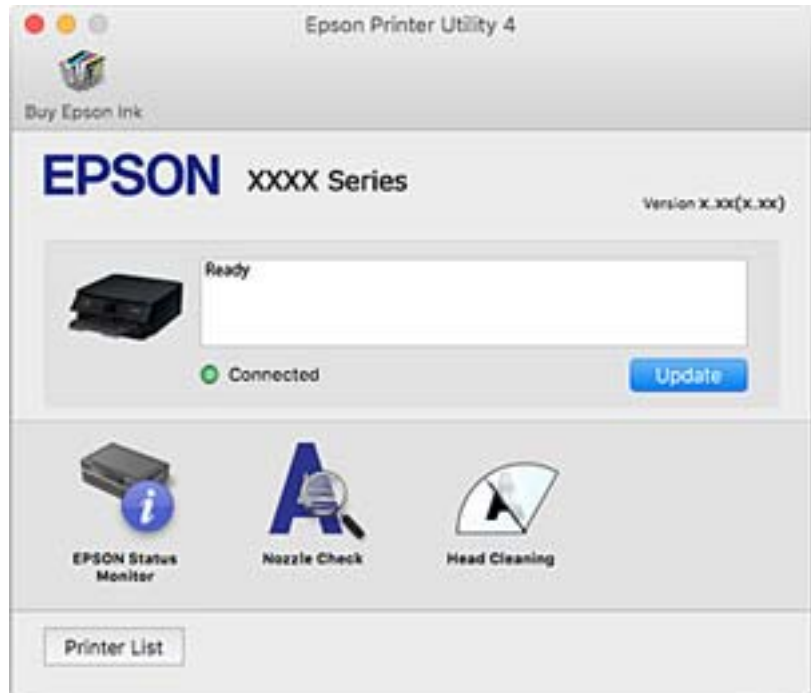 Epson Printer Utility 4
Buy Epson Ink
EPSON XXXX Series
Version x.xx(x.xx)
Ready
Connected
Update
EPSON Status
Monitor
Nozzle Check
Head Cleaning
Printer List